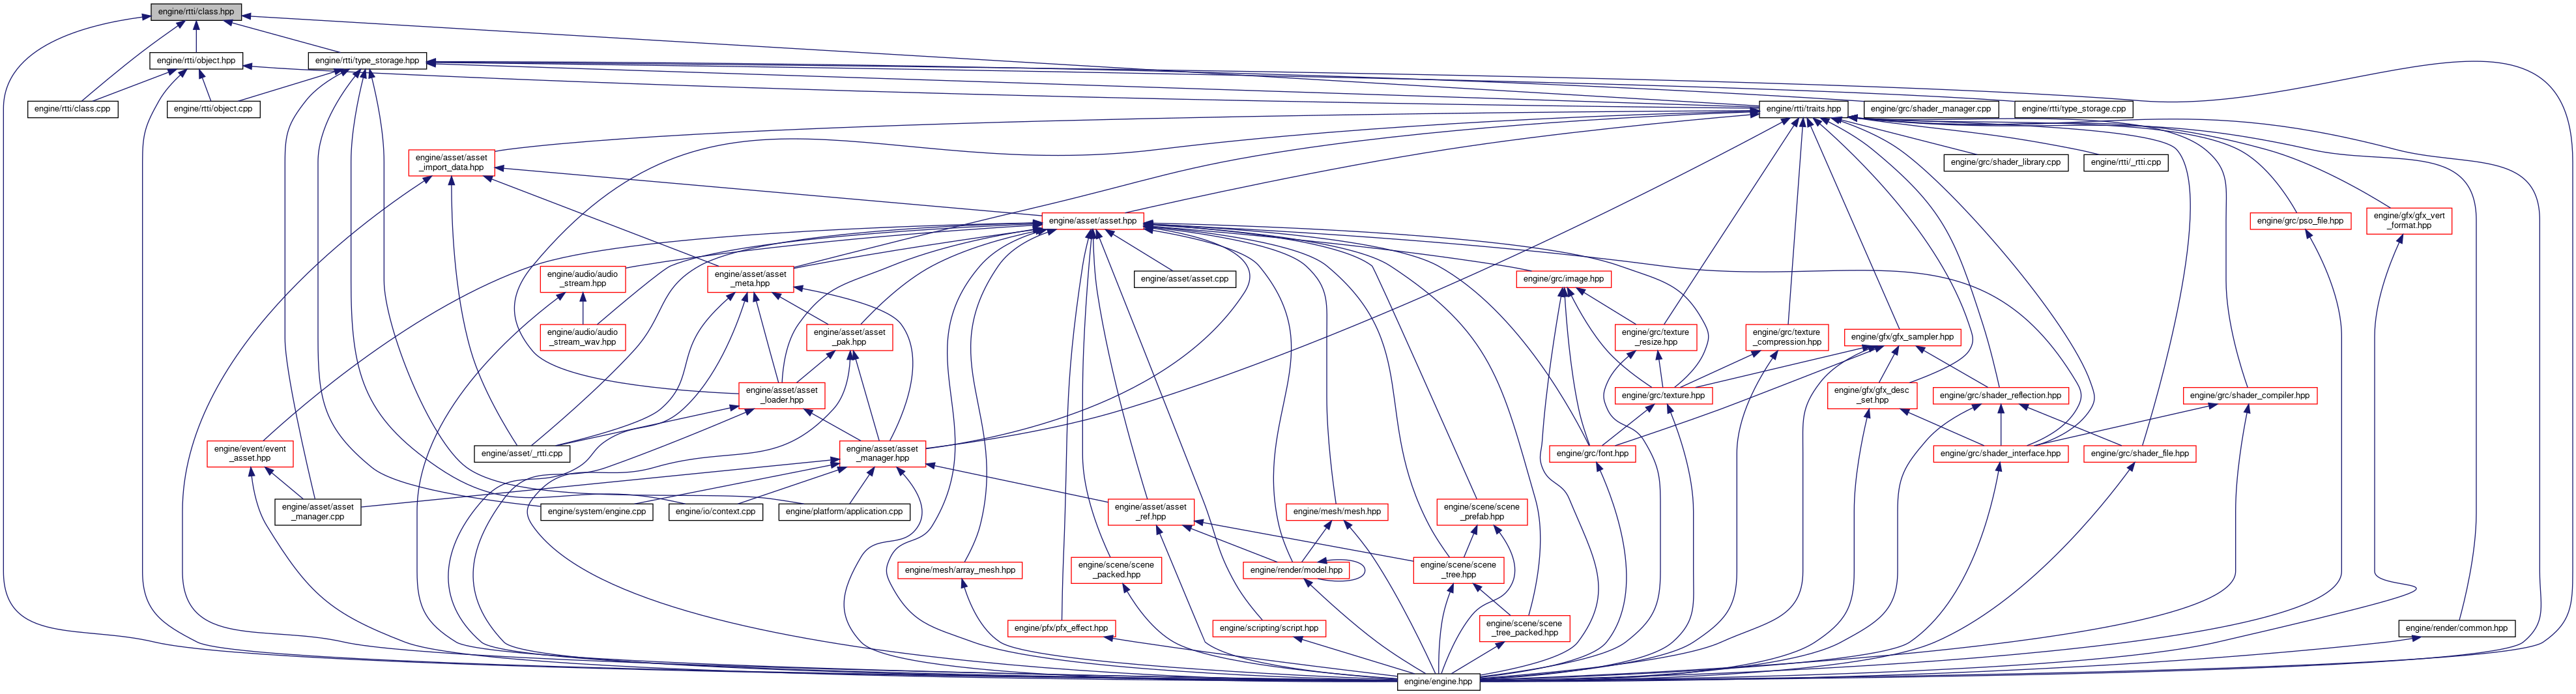 engine/rtti/class.hpp
engine/rtti/object.hpp
engine/rtti/type_storage.hpp
engine/rtti/class.cpp
engine/rtti/object.cpp
engine/rtti/traits.hpp
engine/grc/shader_manager.cpp
engine/rtti/type_storage.cpp
engine/asset/asset
_import_data.hpp
engine/grc/shader_library.cpp
engine/rtti/_rtti.cpp
engine/asset/asset.hpp
engine/grc/pso_file.hpp
engine/gfx/gfx_vert
_format.hpp
engine/audio/audio
_stream.hpp
engine/asset/asset
_meta.hpp
engine/asset/asset.cpp
engine/grc/image.hpp
engine/audio/audio
_stream_wav.hpp
engine/asset/asset
_pak.hpp
engine/grc/texture
_resize.hpp
engine/grc/texture
_compression.hpp
engine/gfx/gfx_sampler.hpp
engine/asset/asset
_loader.hpp
engine/grc/texture.hpp
engine/gfx/gfx_desc
_set.hpp
engine/grc/shader_reflection.hpp
engine/grc/shader_compiler.hpp
engine/event/event
_asset.hpp
engine/asset/_rtti.cpp
engine/asset/asset
_manager.hpp
engine/grc/font.hpp
engine/grc/shader_interface.hpp
engine/grc/shader_file.hpp
engine/asset/asset
_manager.cpp
engine/system/engine.cpp
engine/io/context.cpp
engine/platform/application.cpp
engine/asset/asset
_ref.hpp
engine/mesh/mesh.hpp
engine/scene/scene
_prefab.hpp
engine/mesh/array_mesh.hpp
engine/scene/scene
_packed.hpp
engine/render/model.hpp
engine/scene/scene
_tree.hpp
engine/pfx/pfx_effect.hpp
engine/scripting/script.hpp
engine/scene/scene
_tree_packed.hpp
engine/render/common.hpp
engine/engine.hpp